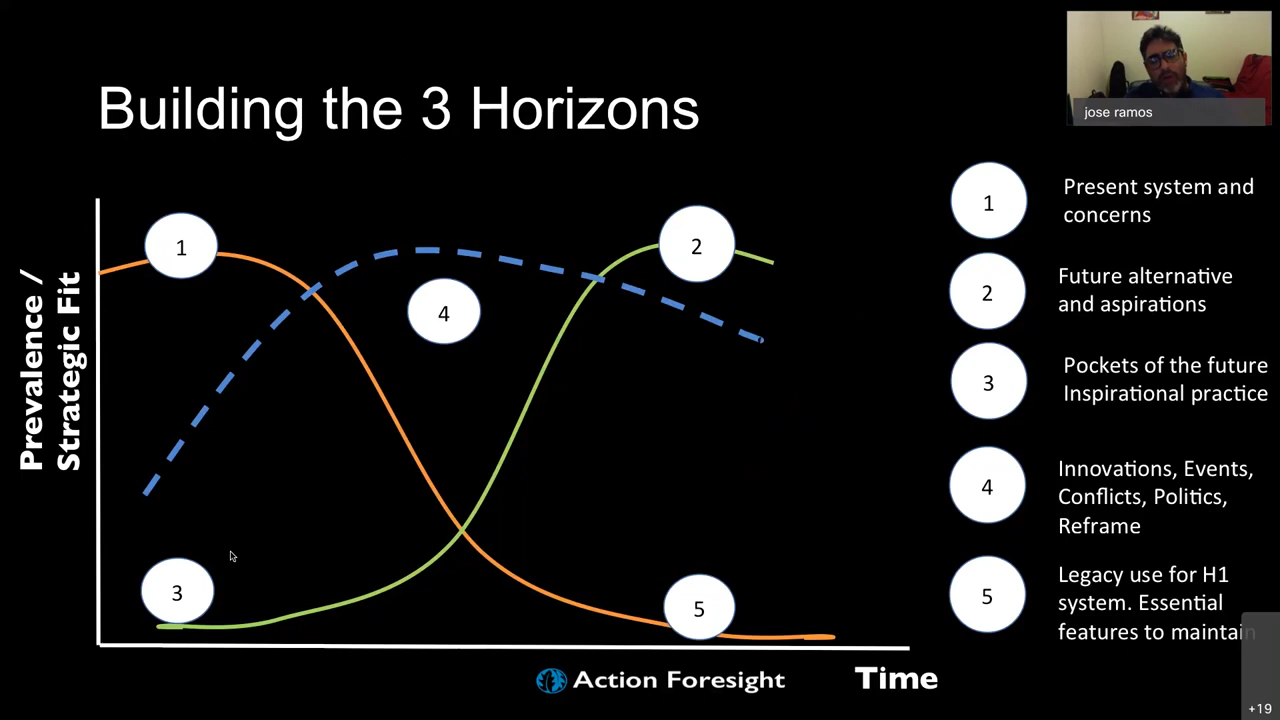 Building the 3 Horizons
jose ramos
Prevalence /
Strategic Fit
1
2
4
3
5
1
Present system and
concerns
2
Future alternative
and aspirations
3
Pockets of the future
Inspirational practice
4
Innovations, Events,
Conflicts, Politics,
Reframe
5
Legacy use for H1
system. Essential
features to maintain
Action Foresight
Time
+19